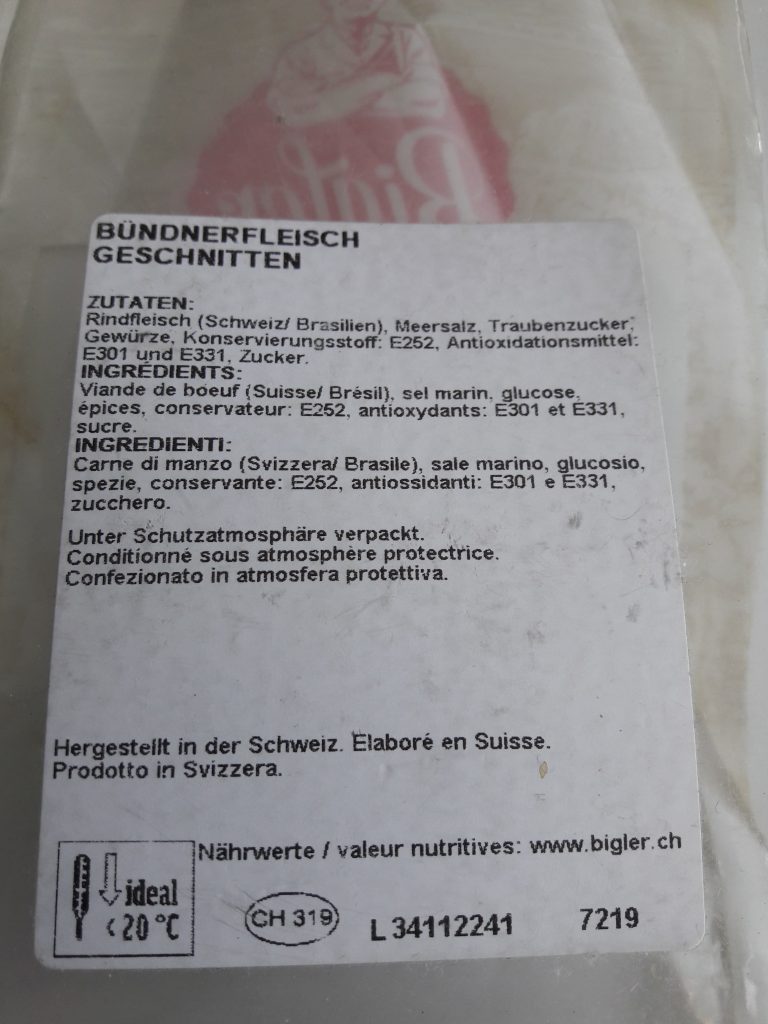 Bigler
BÜNDNERFLEISCH
GESCHNITTEN
ZUTATEN:
Rindfleisch (Schweiz/ Brasilien), Meersalz, Traubenzucker,
Gewürze, Konservierungsstoff: E252, Antioxidationsmittel:
E301 und E331, Zucker.
INGRÉDIENTS:
Viande de boeuf (Suisse/ Brésil), sel marin, glucose,
épices, conservateur: E252, antioxydants: E301 et E331,
sucre.
INGREDIENTI:
Carne di manzo (Svizzera/ Brasile), sale marino, glucosio,
spezie, conservante: E252, antiossidanti: E301 e E331,
zucchero.
Unter Schutzatmosphäre verpackt.
Conditionné sous atmosphère protectrice.
Confezionato in atmosfera protettiva.
Hergestellt in der Schweiz. Elaboré en Suisse.
Prodotto in Svizzera.
Nährwerte / valeur nutritives: www.bigler.ch
ideal
<20°C
CH 319
L 34112241
7219